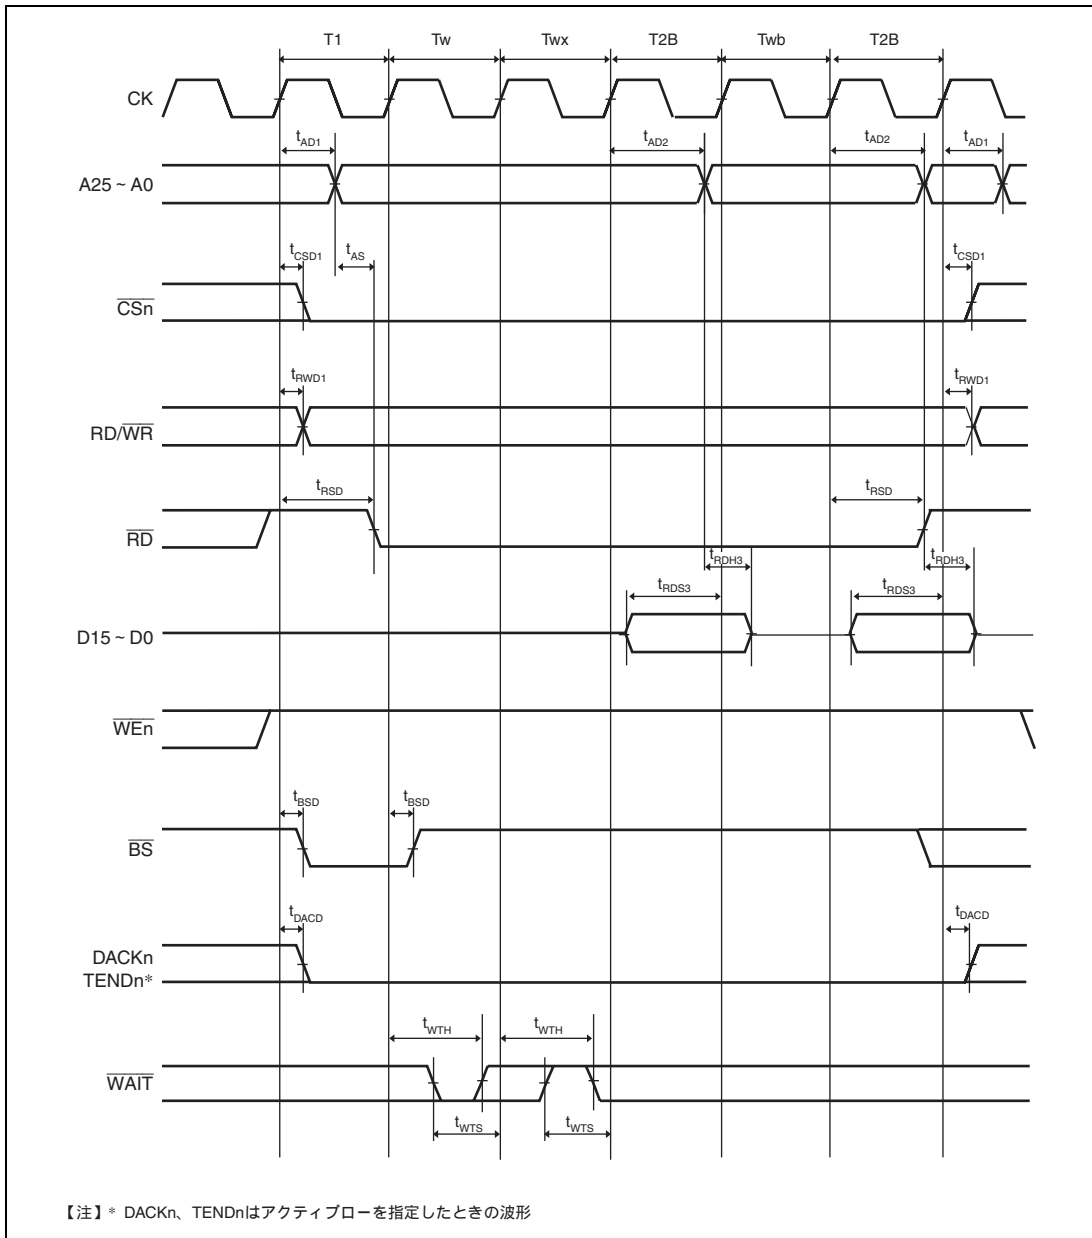 T1 Tw Twx T2B Twb T2B
CK
tAD1 tAD2 tAD2 tAD1
A25 ~ A0
tCSD1 tAS tCSD1
CSn
tRWD1 tRWD1
RD/WR
tRSD tRSD
RD
tRDH3 tRDH3
tRDS3 tRDS3
D15 ~ D0
WEn
tBSD tBSD
BS
tDACD tDACD
DACKn
TENDn*
tWTH tWTH
WAIT
tWTS tWTS
【注】* DACKn、TENDnはアクティブローを指定したときの波形